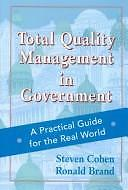 Total Quality
Management in
Government
A Practical Guide
for the Real World
Steven Cohen
Ronald Brand